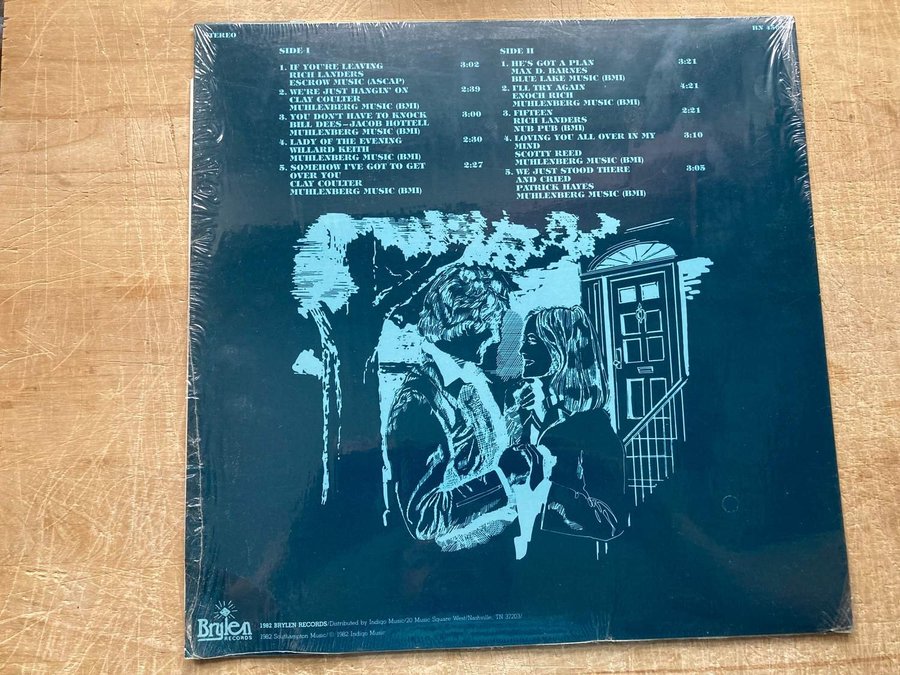 STEREO
BN 45
SIDE I
1. IF YOU'RE LEAVING 3:02
RICH LANDERS
ESCROW MUSIC (ASCAP)
2. WE'RE JUST HANGIN' ON 2:39
CLAY COULTER
MUHLENBERG MUSIC (BMI)
3. YOU DON'T HAVE TO KNOCK 3:00
BILL DEES–JACOB HOTTELL
MUHLENBERG MUSIC (BMI)
4. LADY OF THE EVENING 2:30
WILLARD KEITH
MUHLENBERG MUSIC (BMI)
5. SOMEHOW I'VE GOT TO GET 2:27
OVER YOU
CLAY COULTER
MUHLENBERG MUSIC (BMI)
SIDE II
1. HE'S GOT A PLAN 3:21
MAX D. BARNES
BLUE LAKE MUSIC (BMI)
2. I'LL TRY AGAIN 4:21
ENOCH RICH
MUHLENBERG MUSIC (BMI)
3. FIFTEEN 2:21
RICH LANDERS
NUB PUB (BMI)
4. LOVING YOU ALL OVER IN MY 3:10
MIND
SCOTTY REED
MUHLENBERG MUSIC (BMI)
5. WE JUST STOOD THERE 3:05
AND CRIED
PATRICK HAYES
MUHLENBERG MUSIC (BMI)
Brylen
RECORDS
1982 BRYLEN RECORDS/Distributed by Indigo Music/20 Music Square West/Nashville, TN 37203/
1982 Southampton Music/© 1982 Indigo Music